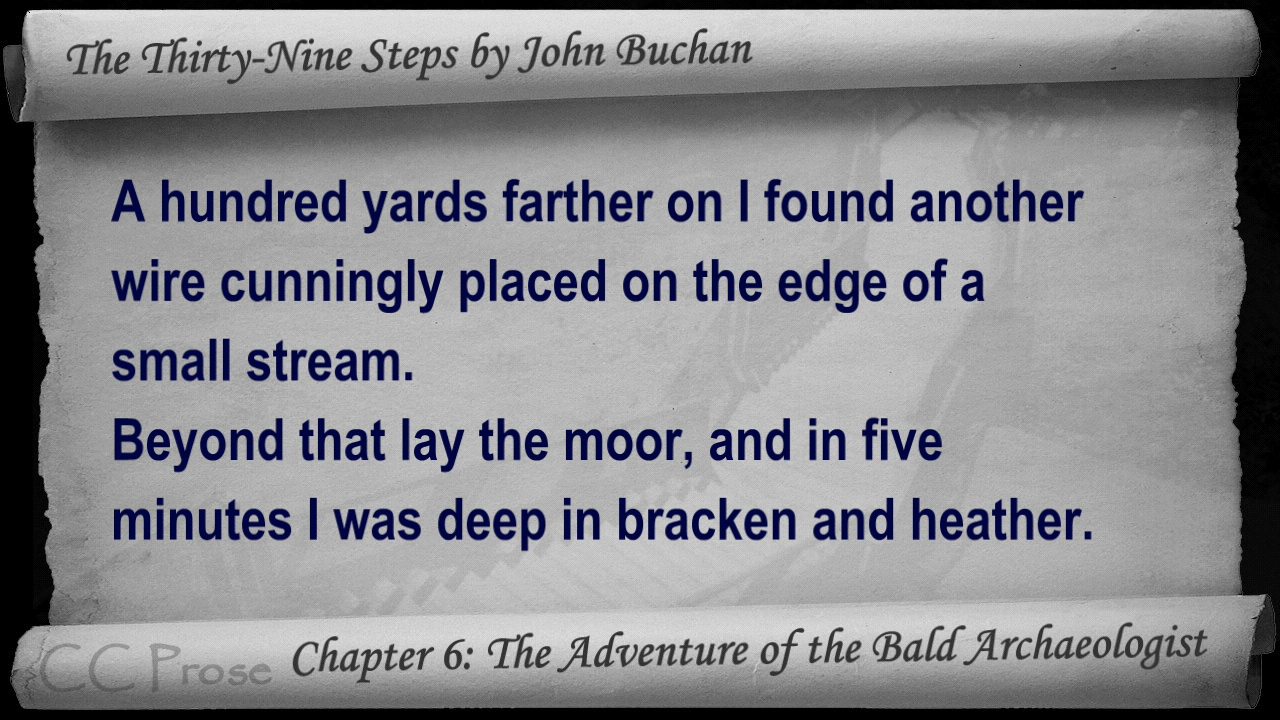 The Thirty-Nine Steps by John Buchan
A hundred yards farther on I found another
wire cunningly placed on the edge of a
small stream.
Beyond that lay the moor, and in five
minutes I was deep in bracken and heather.
CC Prose
Chapter 6: The Adventure of the Bald Archaeologist